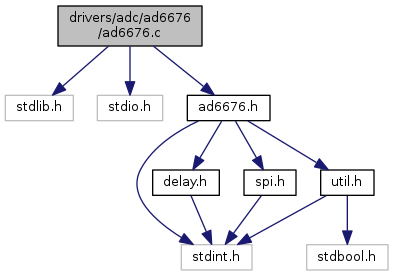 drivers/adc/ad6676
/ad6676.c
stdlib.h
stdio.h
ad6676.h
delay.h
spi.h
util.h
stdint.h
stdbool.h